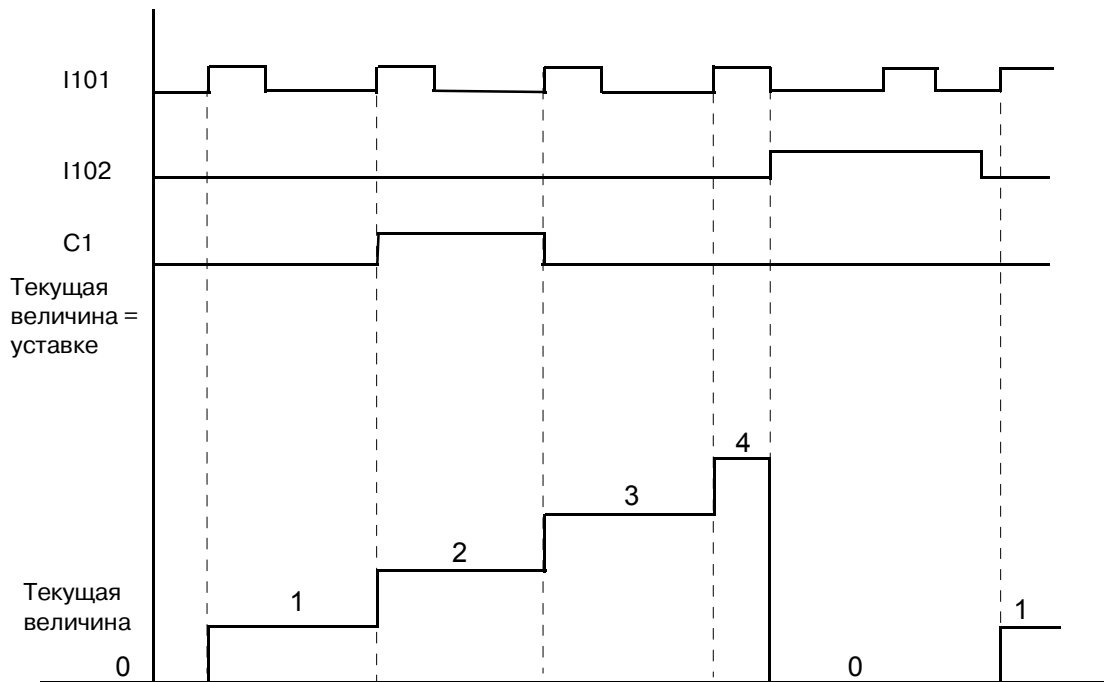 I101
I102
C1
Текущая
величина =
уставке
4
3
2
Текущая
величина
1
1
0
0